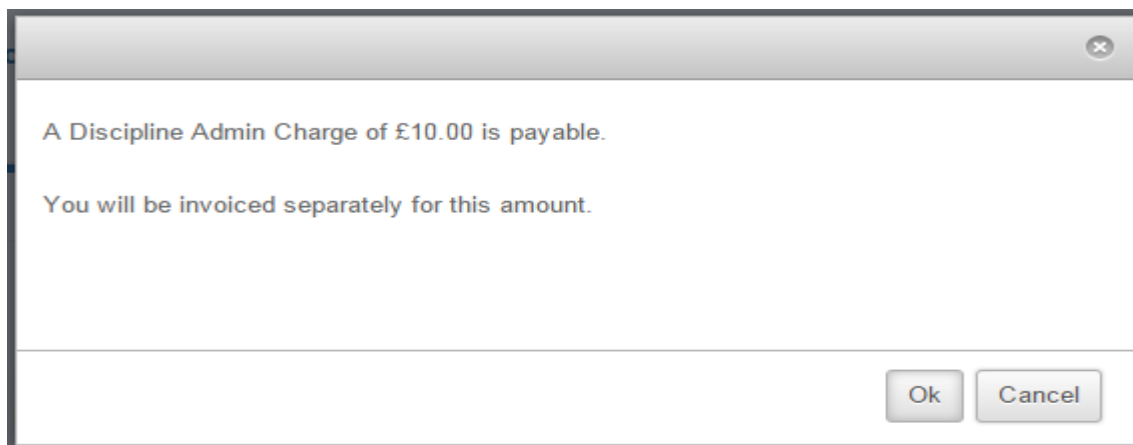 A Discipline Admin Charge of £10.00 is payable.
You will be invoiced separately for this amount.
Ok
Cancel